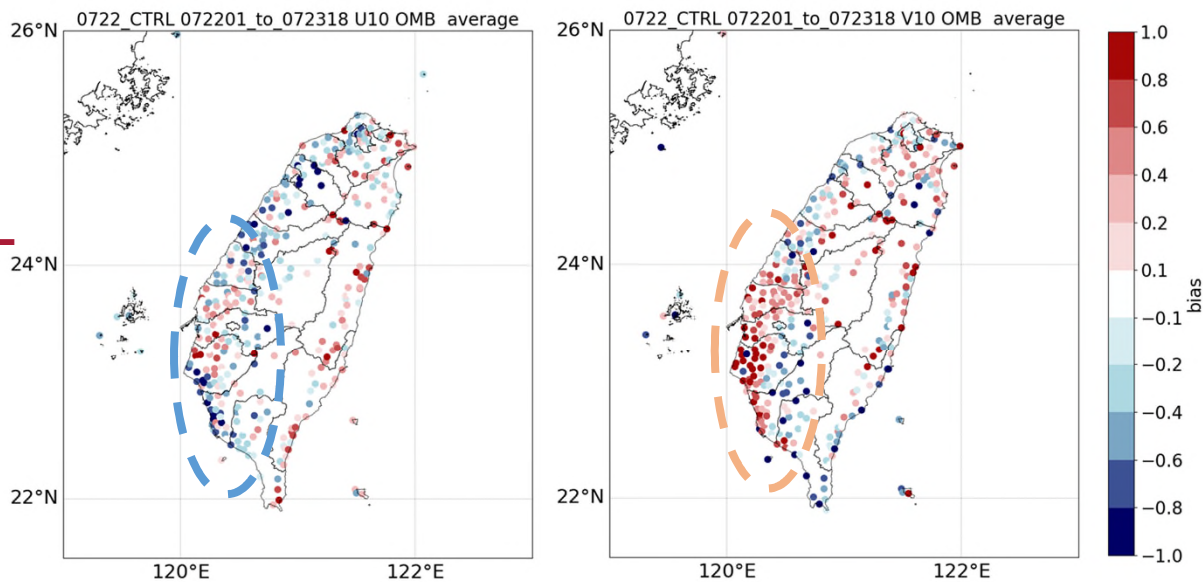 0722_CTRL 072201_to_072318 U10 OMB average
26°N
24°N
22°N
120°E
122°E
0722_CTRL 072201_to_072318 V10 OMB average
26°N
24°N
22°N
120°E
122°E
1.0
0.8
0.6
0.4
0.2
0.1
−0.1
−0.2
−0.4
−0.6
−0.8
−1.0
bias